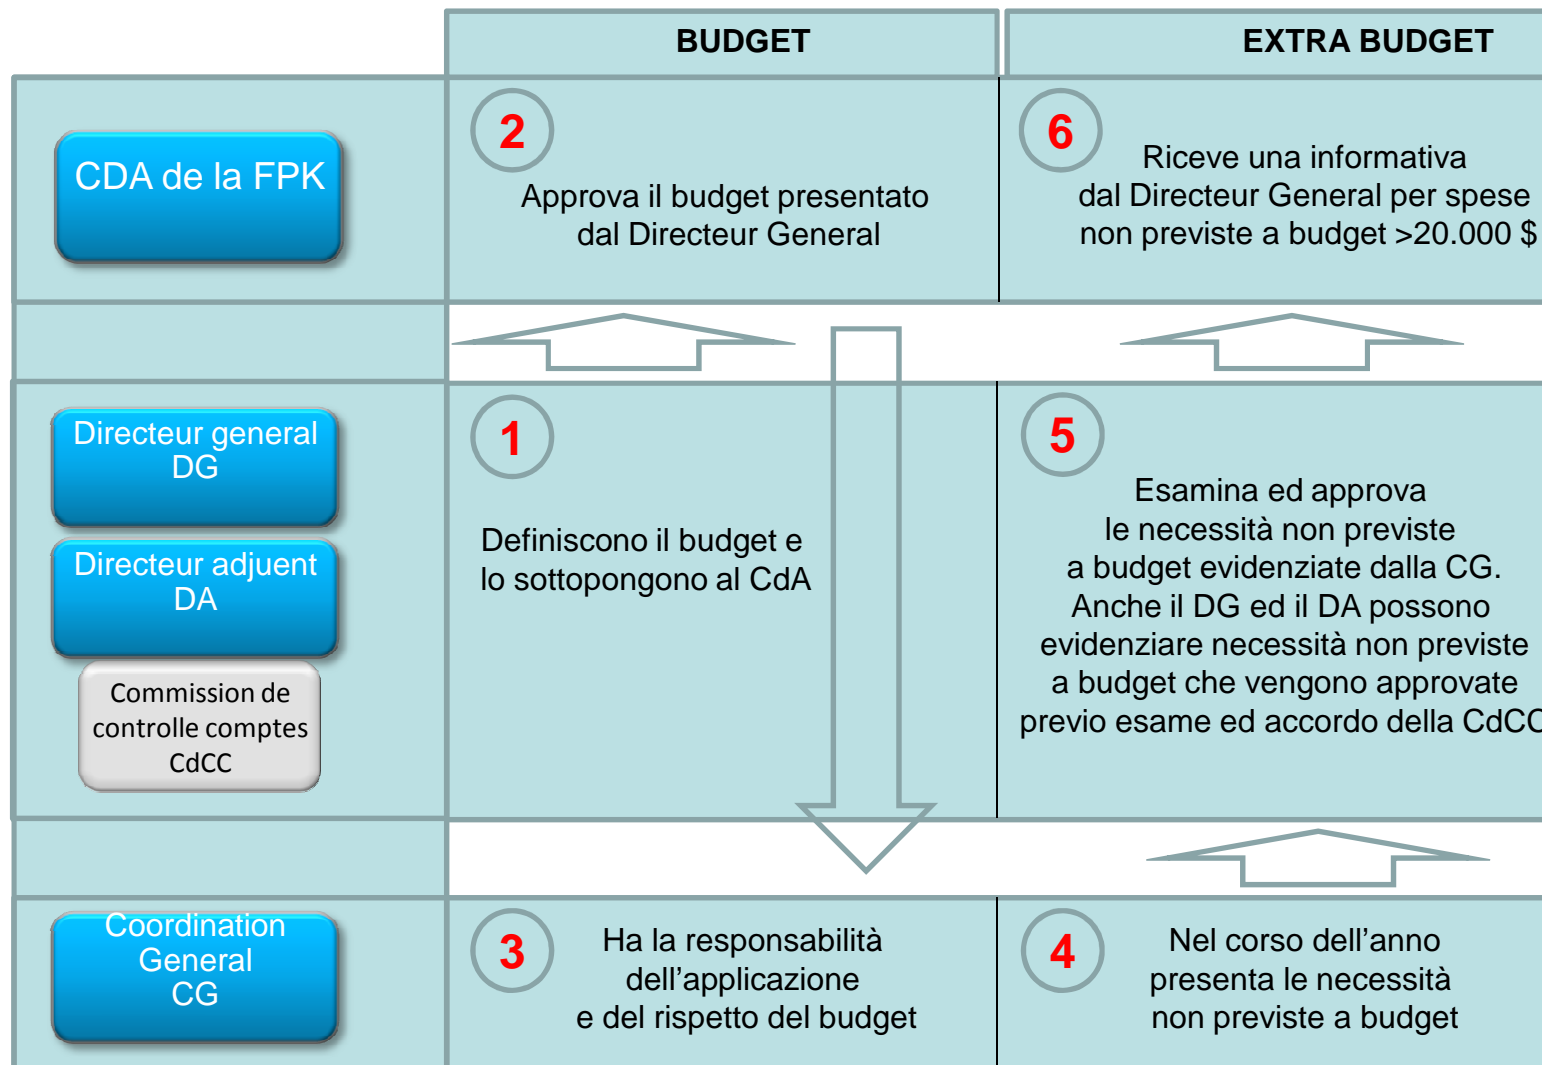 BUDGET
EXTRA BUDGET
CDA de la FPK
2
Approva il budget presentato
dal Directeur General
6
Riceve una informativa
dal Directeur General per spese
non previste a budget >20.000 $
Directeur general
DG
Directeur adjuent
DA
Commission de
controlle comptes
CdCC
1
Definiscono il budget e
lo sottopongono al CdA
5
Esamina ed approva
le necessità non previste
a budget evidenziate dalla CG.
Anche il DG ed il DA possono
evidenziare necessità non previste
a budget che vengono approvate
previo esame ed accordo della CdCC
Coordination
General
CG
3
Ha la responsabilità
dell’applicazione
e del rispetto del budget
4
Nel corso dell’anno
presenta le necessità
non previste a budget